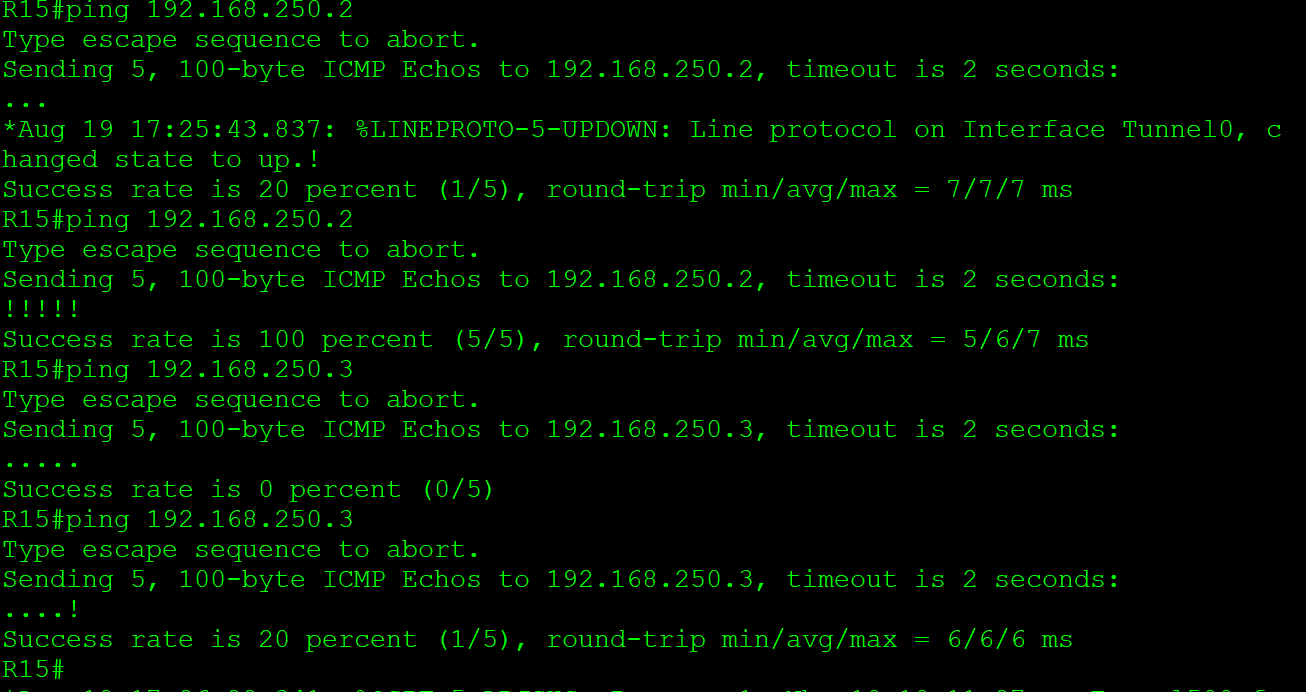 R15#ping 192.168.250.2
Type escape sequence to abort.
Sending 5, 100-byte ICMP Echos to 192.168.250.2, timeout is 2 seconds:
...
*Aug 19 17:25:43.837: %LINEPROTO-5-UPDOWN: Line protocol on Interface Tunnel0, c
hanged state to up.!
Success rate is 20 percent (1/5), round-trip min/avg/max = 7/7/7 ms
R15#ping 192.168.250.2
Type escape sequence to abort.
Sending 5, 100-byte ICMP Echos to 192.168.250.2, timeout is 2 seconds:
!!!!!
Success rate is 100 percent (5/5), round-trip min/avg/max = 5/6/7 ms
R15#ping 192.168.250.3
Type escape sequence to abort.
Sending 5, 100-byte ICMP Echos to 192.168.250.3, timeout is 2 seconds:
.....
Success rate is 0 percent (0/5)
R15#ping 192.168.250.3
Type escape sequence to abort.
Sending 5, 100-byte ICMP Echos to 192.168.250.3, timeout is 2 seconds:
....!
Success rate is 20 percent (1/5), round-trip min/avg/max = 6/6/6 ms
R15#